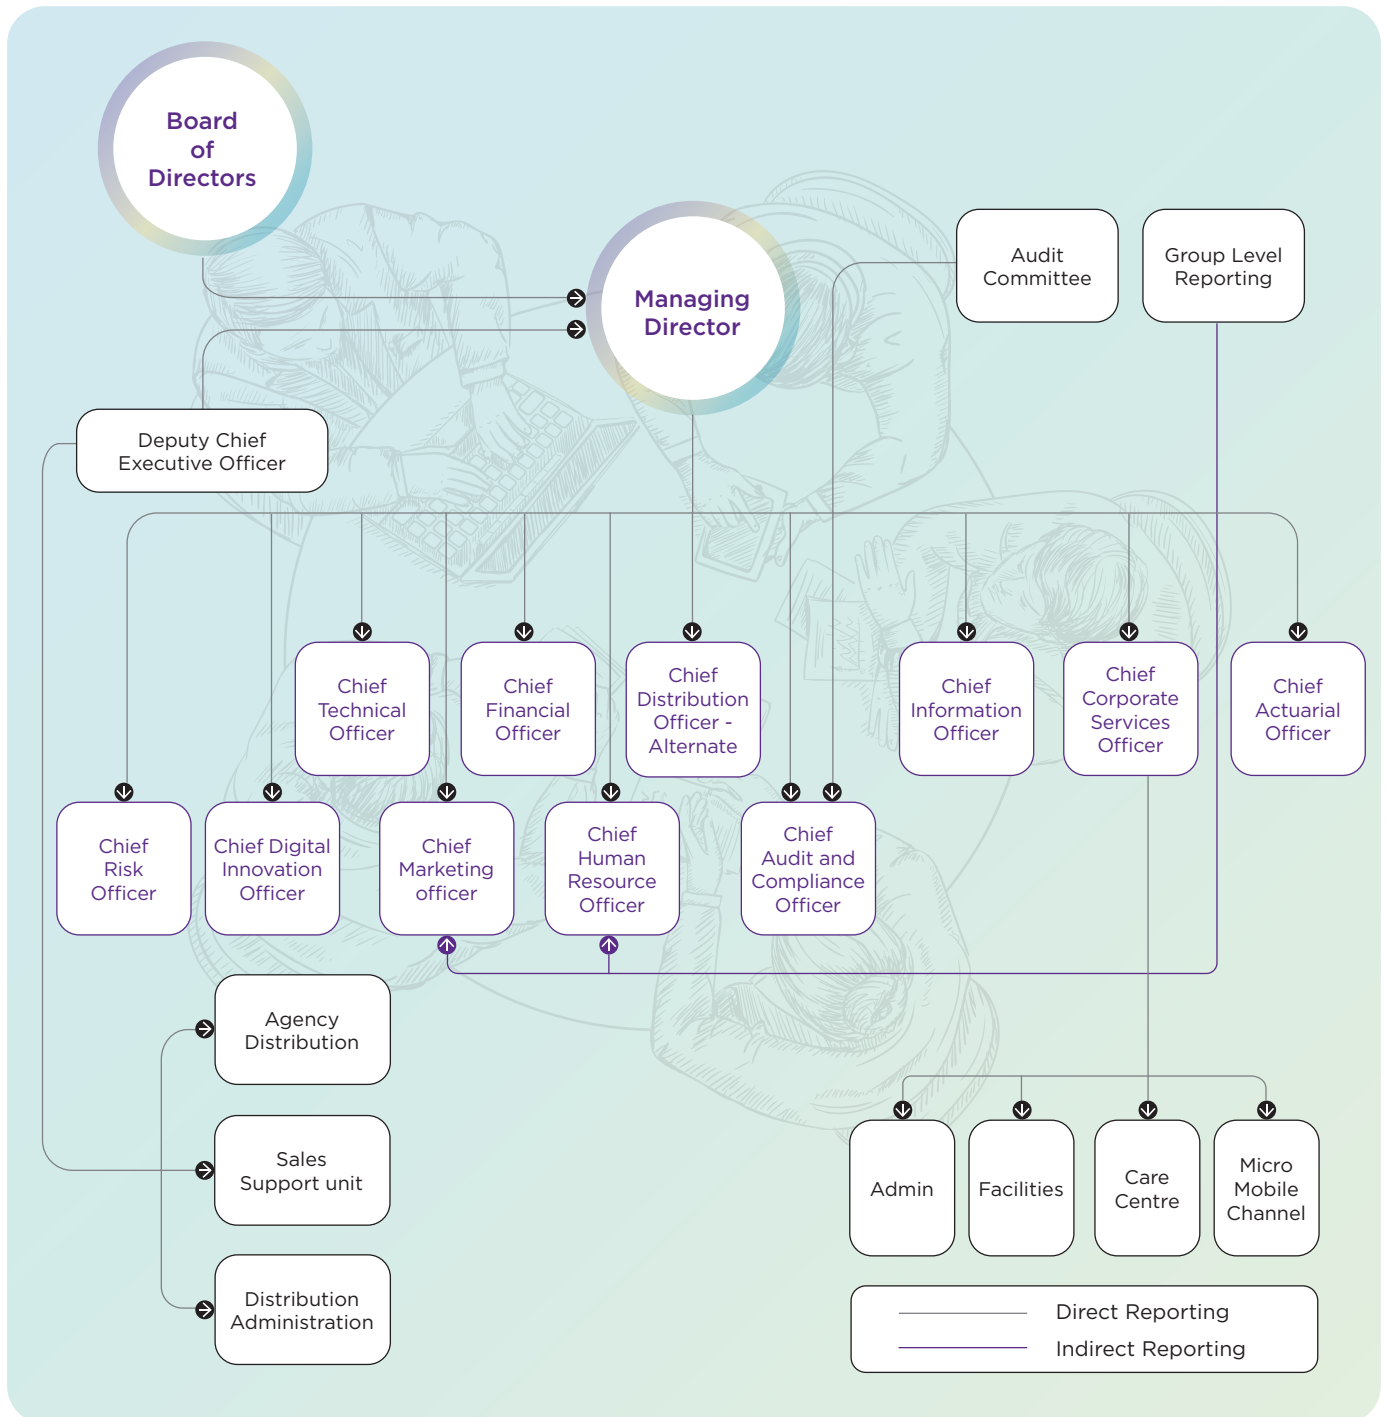 Board
of
Directors
Managing
Director
Audit
Committee
Group Level
Reporting
Deputy Chief
Executive Officer
Chief
Technical
Officer
Chief
Financial
Officer
Chief
Distribution
Officer -
Alternate
Chief
Information
Officer
Chief
Corporate
Services
Officer
Chief
Actuarial
Officer
Chief
Risk
Officer
Chief Digital
Innovation
Officer
Chief
Marketing
officer
Chief
Human
Resource
Officer
Chief
Audit and
Compliance
Officer
Agency
Distribution
Sales
Support unit
Distribution
Administration
Admin
Facilities
Care
Centre
Micro
Mobile
Channel
Direct Reporting
Indirect Reporting